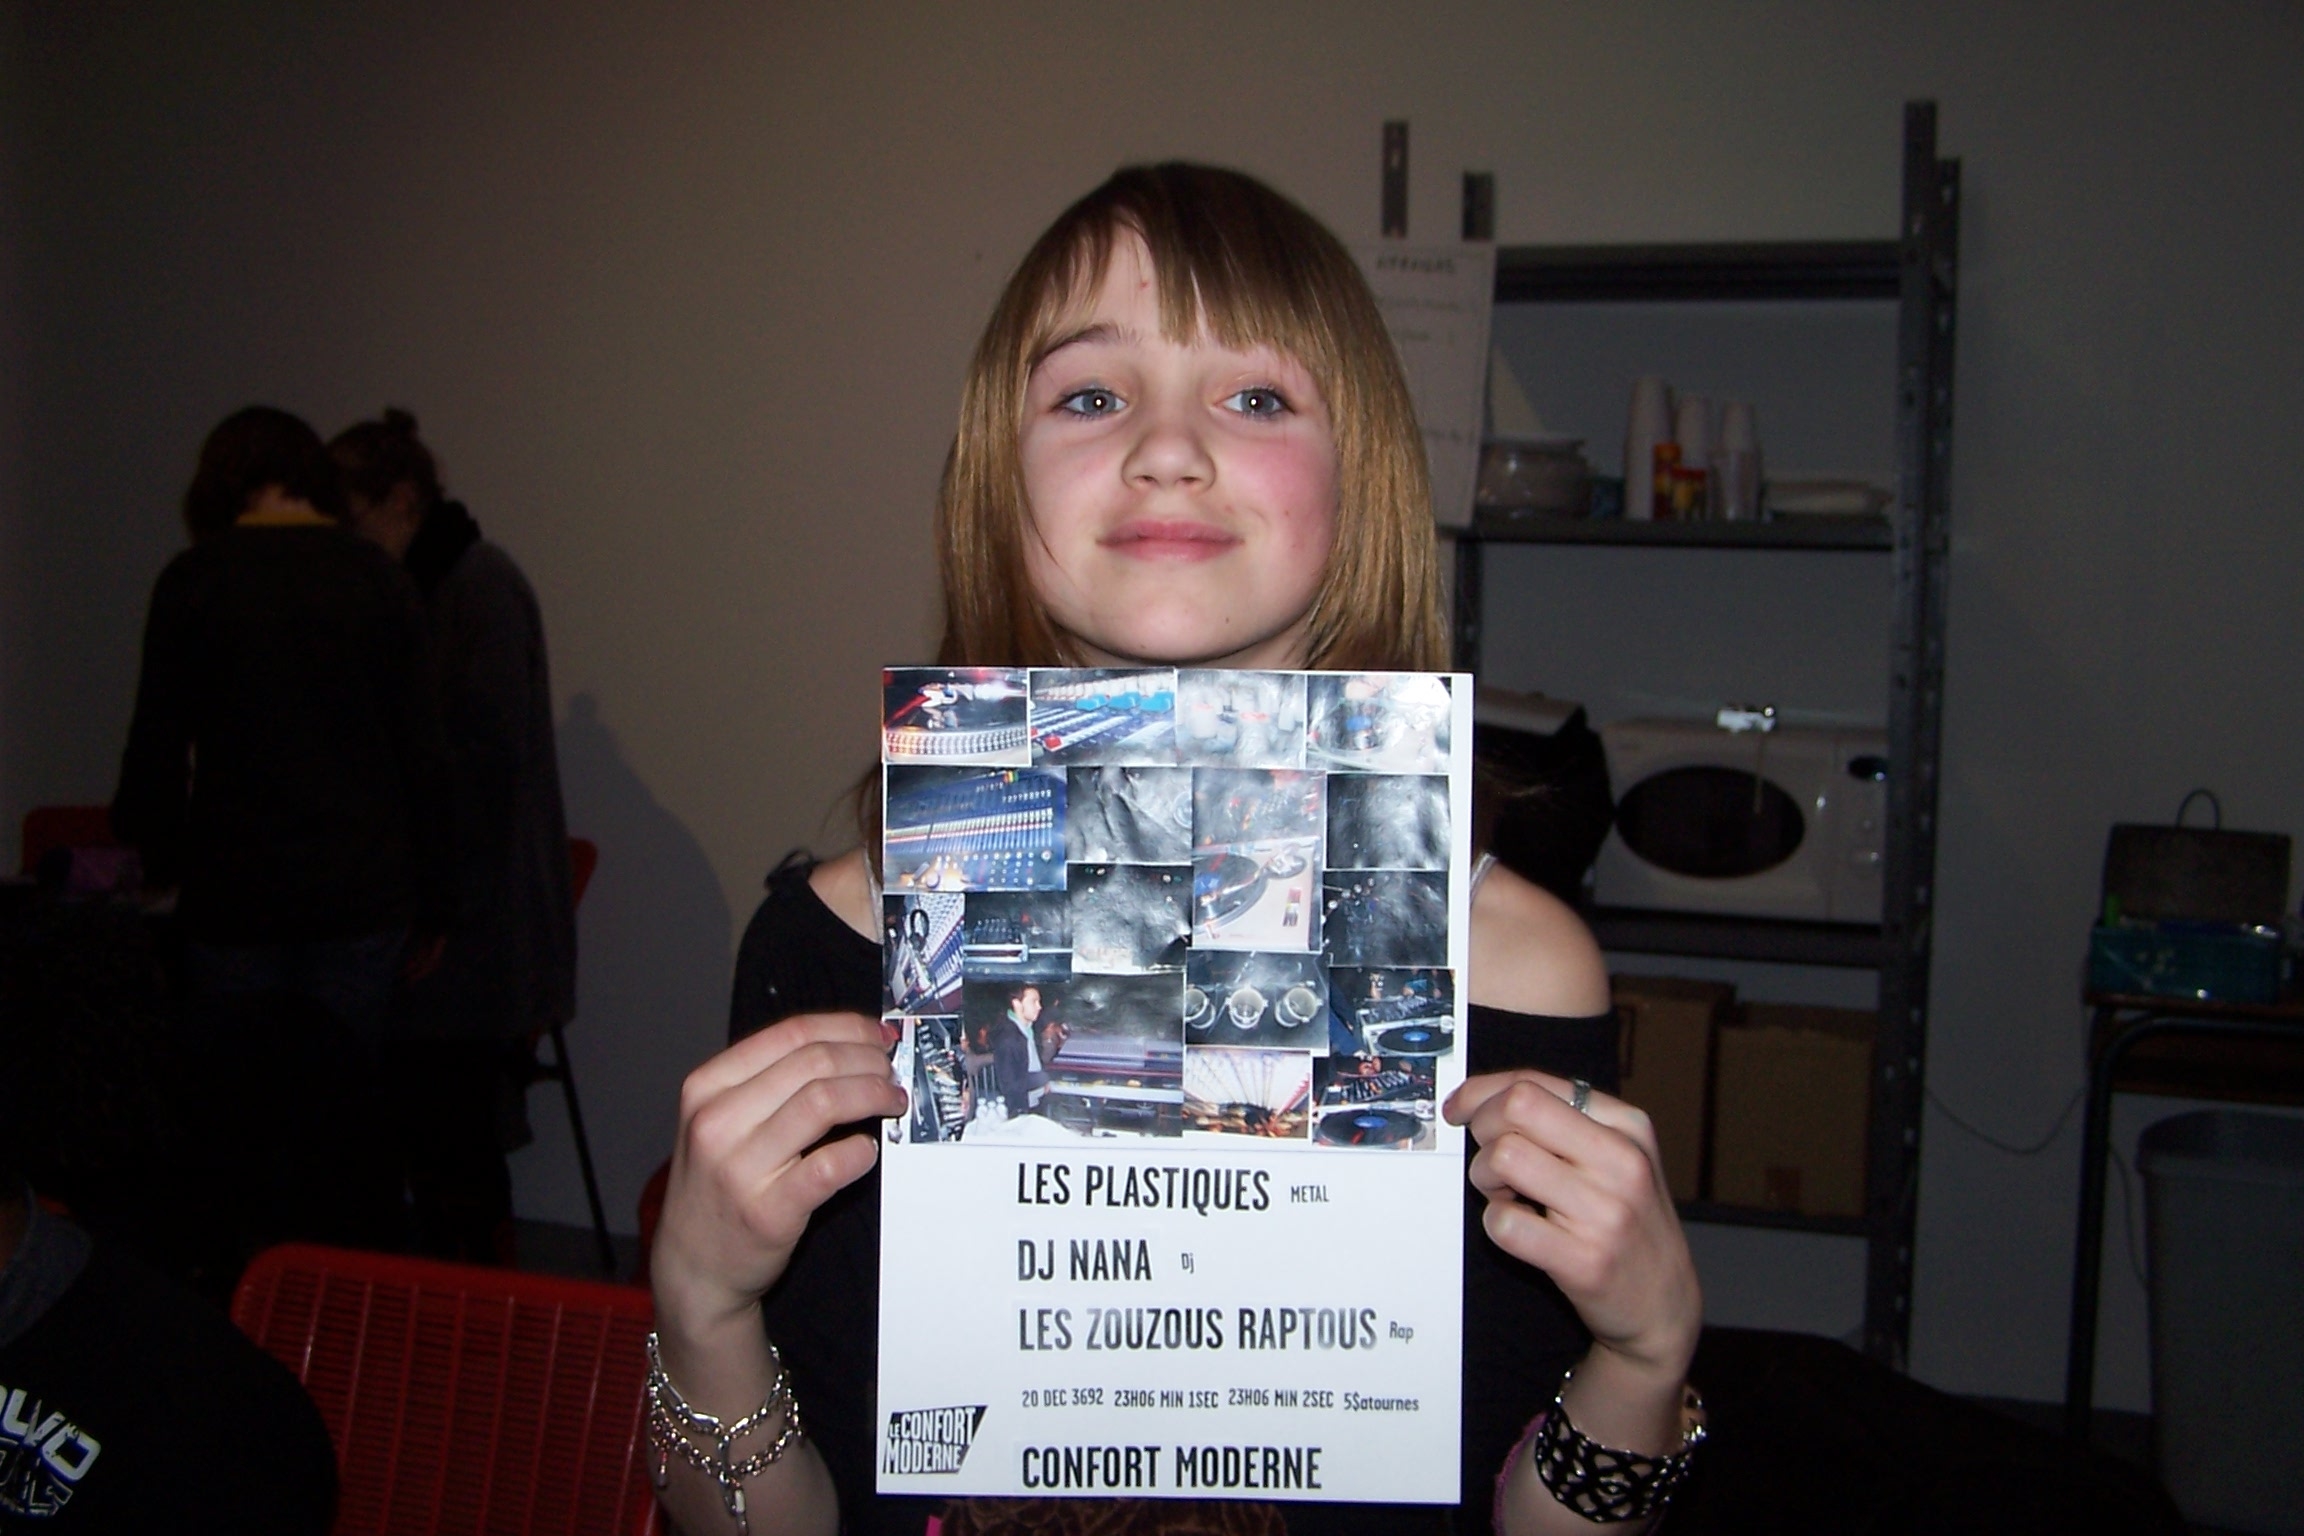 LES PLASTIQUES METAL
DJ NANA Dj
LES ZOUZOUS RAPTOUS Rap
20 DEC 3692 23H06 MIN 1SEC 23H06 MIN 2SEC 5$atournes
LE CONFORT
MODERNE
CONFORT MODERNE